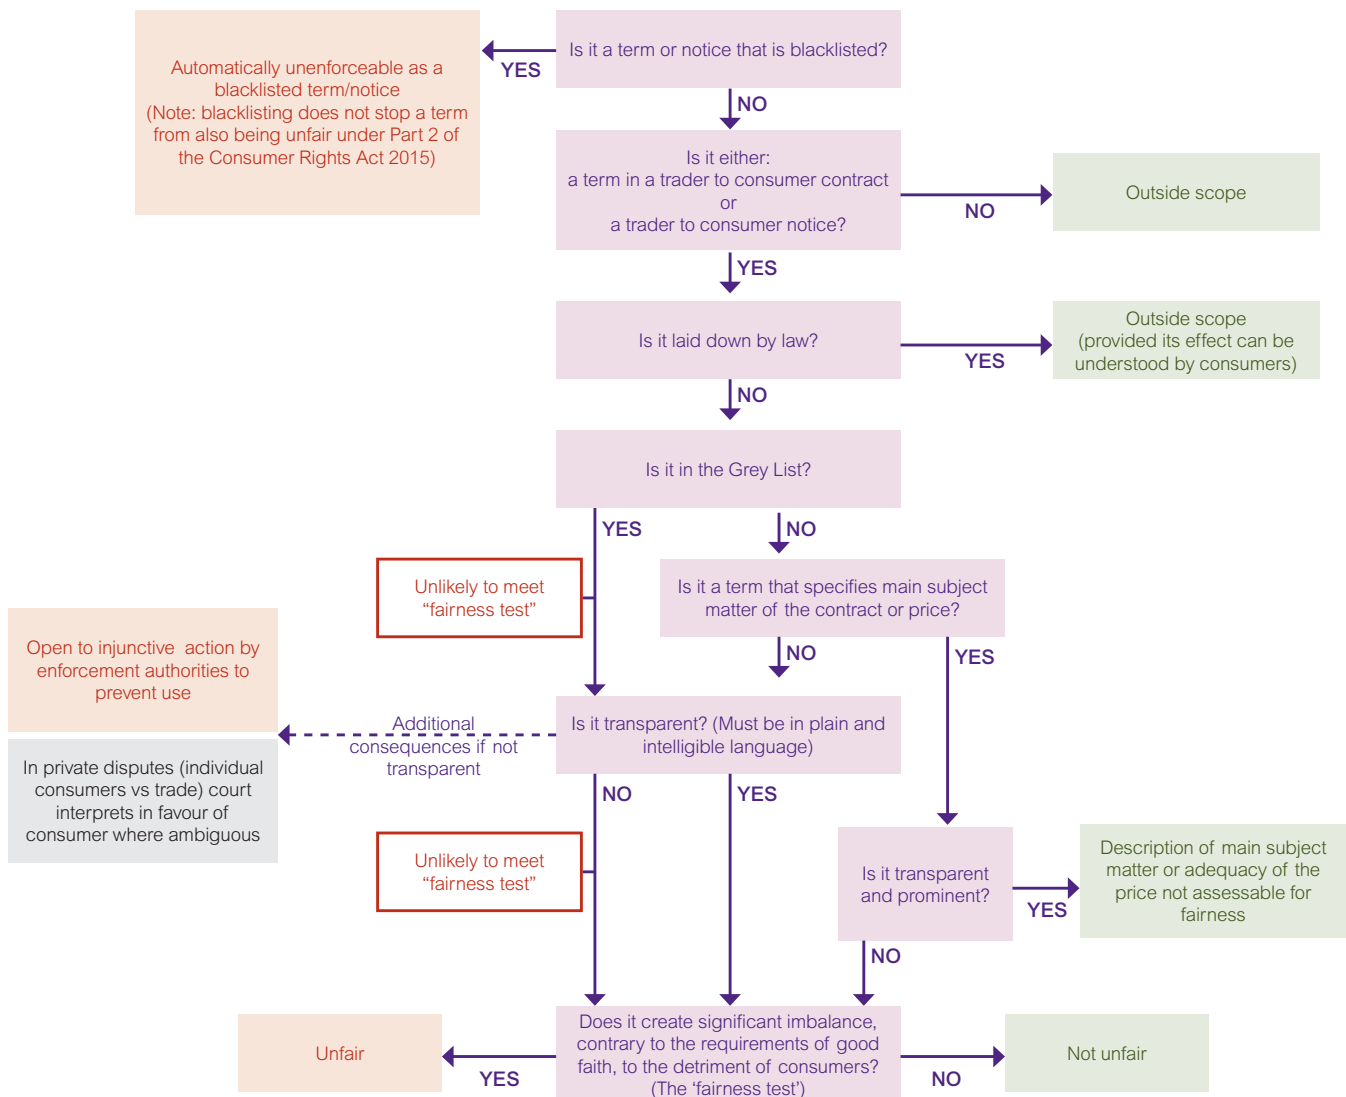 Is it a term or notice that is blacklisted?
YES
Automatically unenforceable as a
blacklisted term/notice
(Note: blacklisting does not stop a term
from also being unfair under Part 2 of
the Consumer Rights Act 2015)
NO
Is it either:
a term in a trader to consumer contract
or
a trader to consumer notice?
NO
Outside scope
YES
Is it laid down by law?
YES
Outside scope
(provided its effect can be
understood by consumers)
NO
Is it in the Grey List?
YES
NO
Unlikely to meet
“fairness test”
Is it a term that specifies main subject
matter of the contract or price?
NO
YES
Open to injunctive action by
enforcement authorities to
prevent use
Additional
consequences if not
transparent
Is it transparent? (Must be in plain and
intelligible language)
In private disputes (individual
consumers vs trade) court
interprets in favour of
consumer where ambiguous
NO
YES
Unlikely to meet
“fairness test”
Is it transparent
and prominent?
YES
Description of main subject
matter or adequacy of the
price not assessable for
fairness
NO
Does it create significant imbalance,
contrary to the requirements of good
faith, to the detriment of consumers?
(The ‘fairness test’)
YES
Unfair
NO
Not unfair